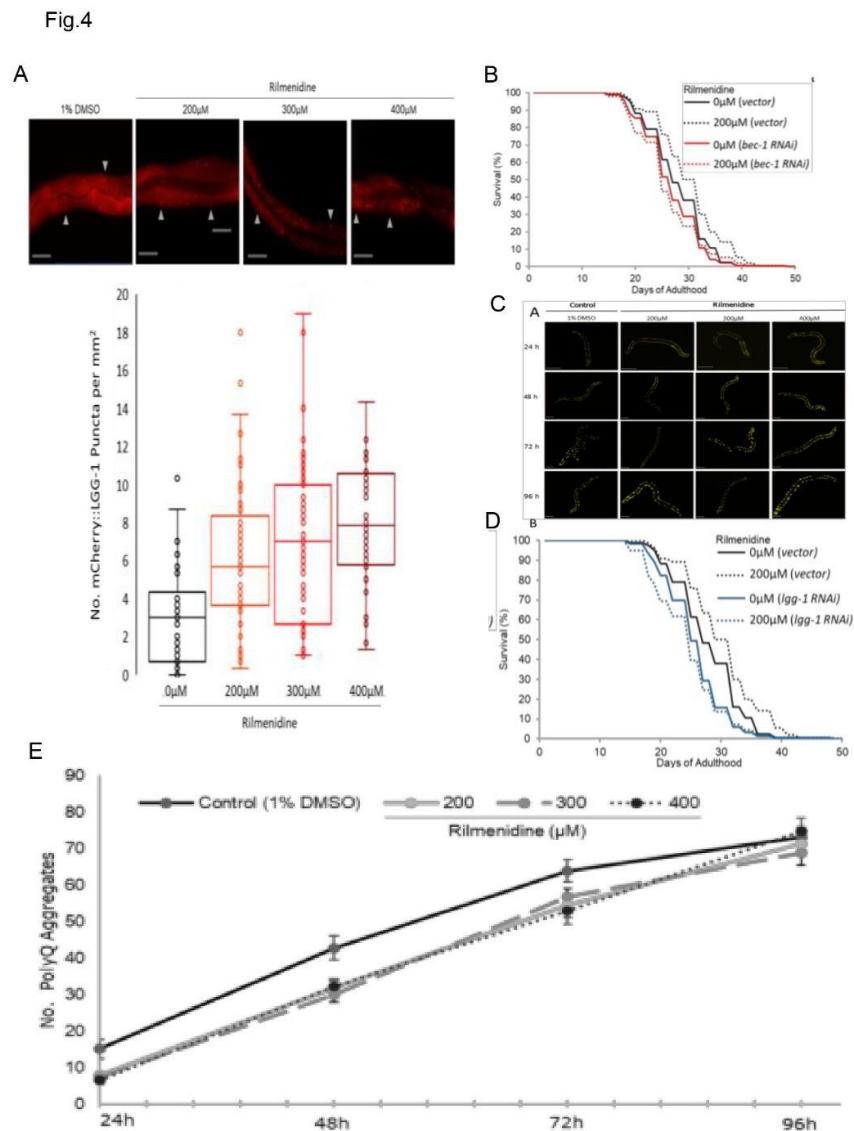 Fig.4
A
Rilmenidine
1% DMSO
200µM
300µM
400µM
No. mCherry::LGG-1 Puncta per mm²
20
18
16
14
12
10
8
6
4
2
0
0µM
200µM
300µM
400µM
Rilmenidine
B
Rilmenidine
0µM (vector)
200µM (vector)
0µM (bec-1 RNAi)
200µM (bec-1 RNAi)
Survival (%)
100
90
80
70
60
50
40
30
20
10
0
0
10
20
30
40
50
Days of Adulthood
C
A
Control
Rilmenidine
1% DMSO
200µM
300µM
400µM
24 h
48 h
72 h
96 h
D
B
Rilmenidine
0µM (vector)
200µM (vector)
0µM (lgg-1 RNAi)
200µM (lgg-1 RNAi)
Survival (%)
100
90
80
70
60
50
40
30
20
10
0
0
10
20
30
40
50
Days of Adulthood
E
Control (1% DMSO) 200 300 400
Rilmenidine (µM)
No. PolyQ Aggregates
90
80
70
60
50
40
30
20
10
0
24h
48h
72h
96h